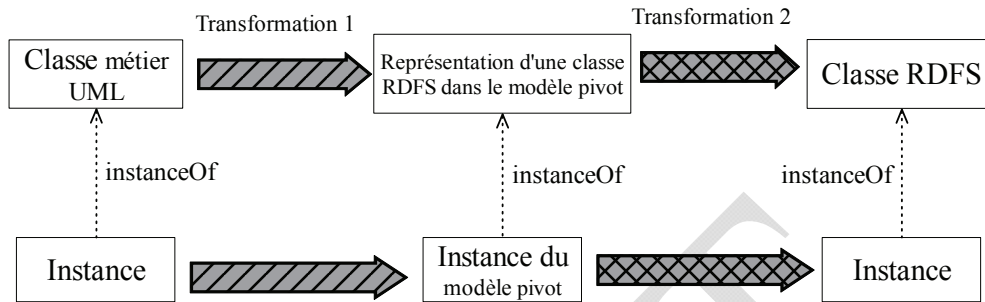 Transformation 1
Transformation 2
Classe métier
UML
Représentation d'une classe
RDFS dans le modèle pivot
Classe RDFS
instanceOf
instanceOf
instanceOf
Instance
Instance du
modèle pivot
Instance